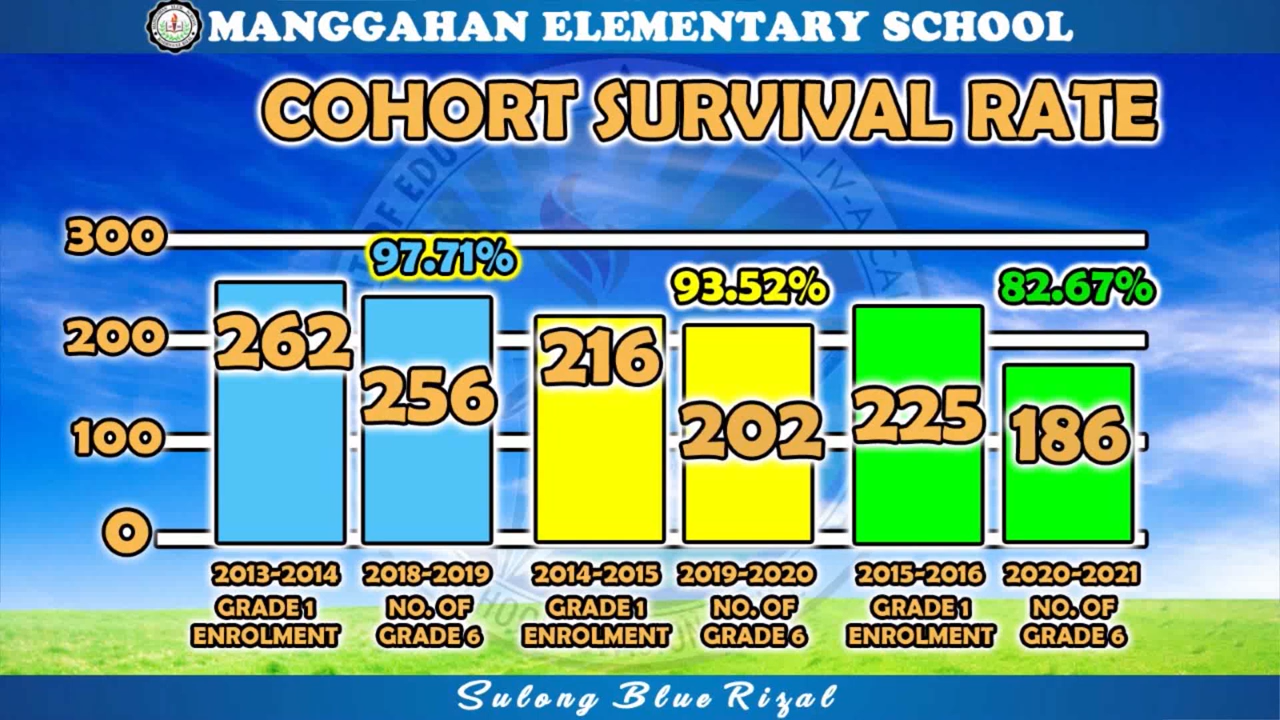 MANGGAHAN ELEMENTARY SCHOOL
COHORT SURVIVAL RATE
300
200
100
0
97.71%
93.52%
82.67%
262
256
216
202
225
186
2013-2014 2018-2019 2014-2015 2019-2020 2015-2016 2020-2021
GRADE 1 NO. OF GRADE 1 NO. OF GRADE 1 NO. OF
ENROLMENT GRADE 6 ENROLMENT GRADE 6 ENROLMENT GRADE 6
Sulong Blue Rizal